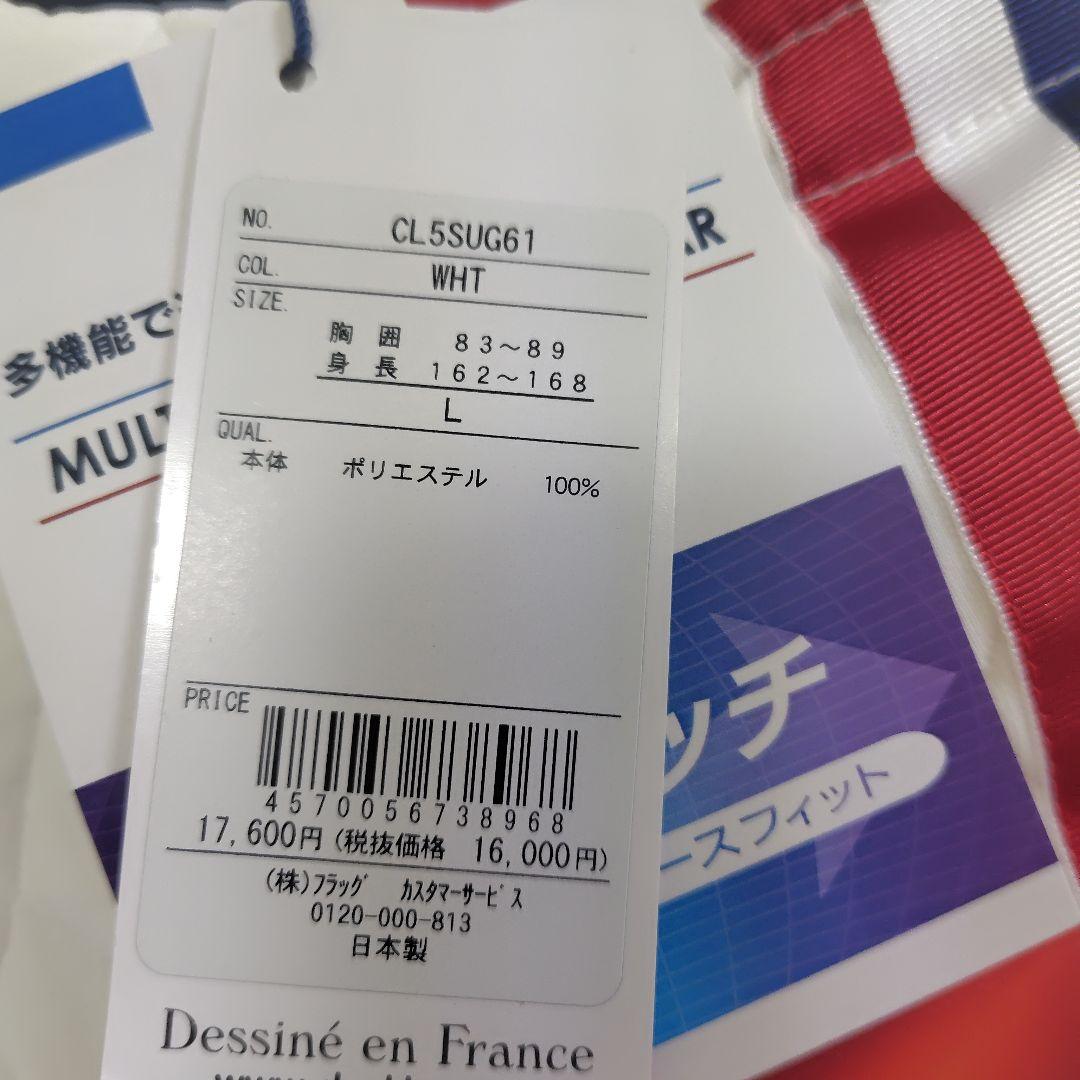 NO. CL5SUG61
COL. WHT
SIZE.
胸 囲 83～89
身 長 162～168
L
QUAL.
本体 ポリエステル 100%
PRICE
4570056738968
17,600円 (税抜価格 16,000円)
(株)フラッグ カスタマーサービス
0120-000-813
日本製
Dessiné en France
多機能で
MULT
AR
ッチ
ースフィット